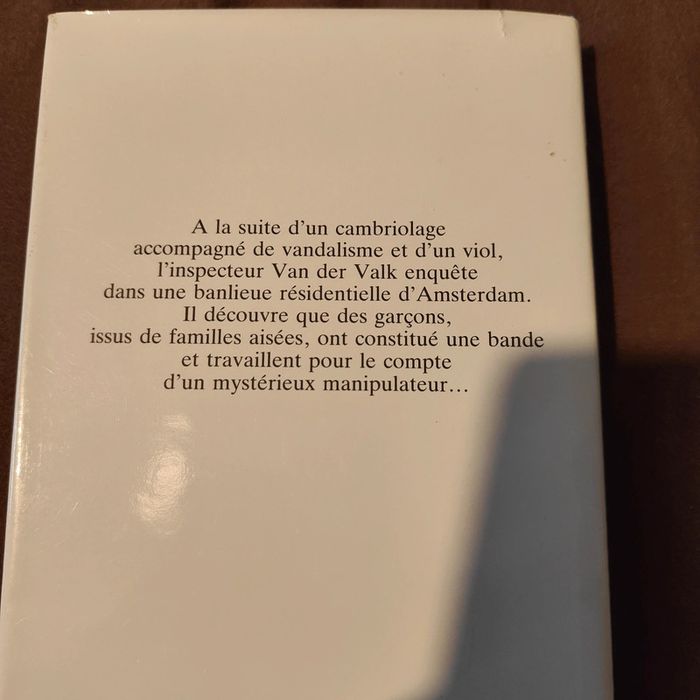 A la suite d'un cambriolage
accompagné de vandalisme et d'un viol,
l'inspecteur Van der Valk enquête
dans une banlieue résidentielle d'Amsterdam.
Il découvre que des garçons,
issus de familles aisées, ont constitué une bande
et travaillent pour le compte
d'un mystérieux manipulateur…